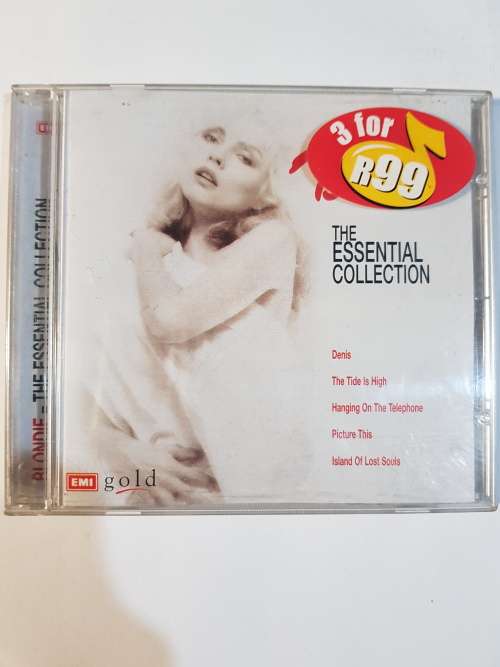 BLONDIE – THE ESSENTIAL COLLECTION
3 for
R99
THE
ESSENTIAL
COLLECTION
Denis
The Tide Is High
Hanging On The Telephone
Picture This
Island Of Lost Souls
EMI gold